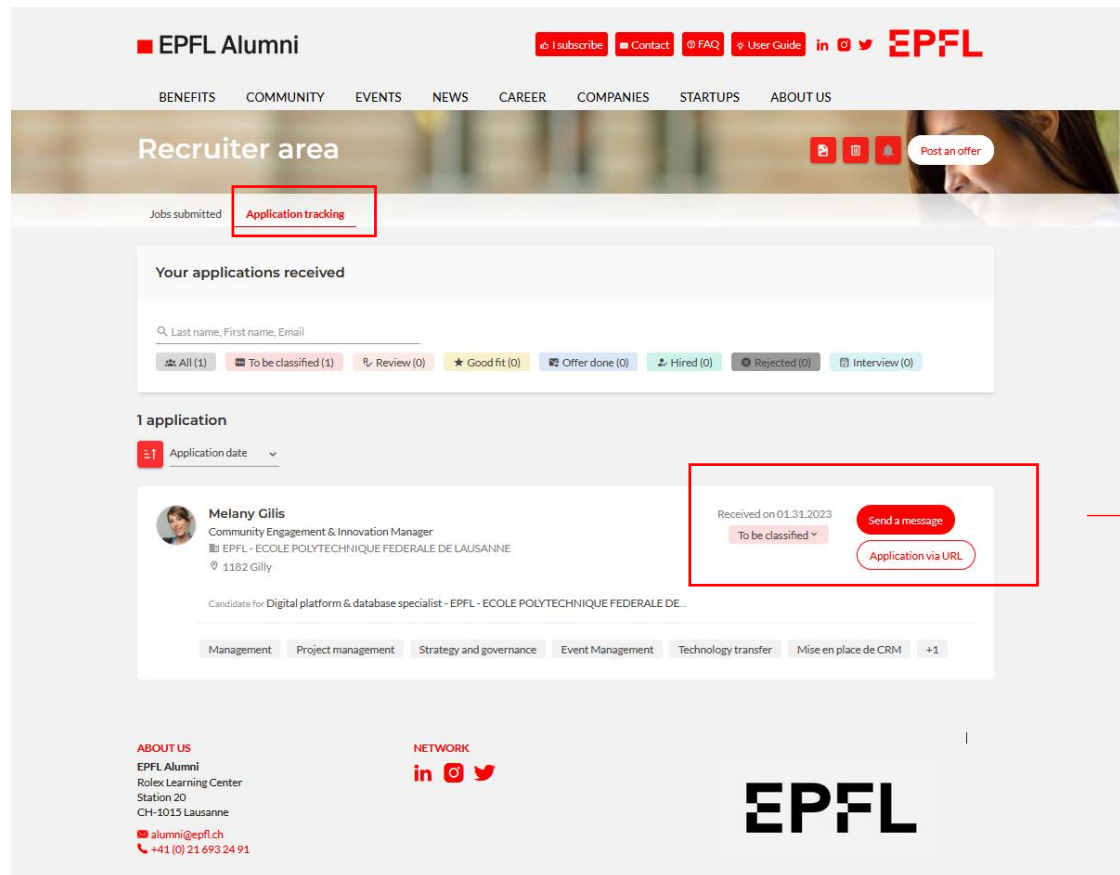 EPFL Alumni
I subscribe
Contact
FAQ
User Guide
EPFL
BENEFITS COMMUNITY EVENTS NEWS CAREER COMPANIES STARTUPS ABOUT US
Recruiter area
Post an offer
Jobs submitted Application tracking
Your applications received
Last name, First name, Email
All (1) To be classified (1) Review (0) Good fit (0) Offer done (0) Hired (0) Rejected (0) Interview (0)
1 application
Application date
Melany Gilis
Community Engagement & Innovation Manager
EPFL - ECOLE POLYTECHNIQUE FEDERALE DE LAUSANNE
1182 Gilly
Received on 01.31.2023
To be classified
Send a message
Application via URL
Candidate for Digital platform & database specialist - EPFL - ECOLE POLYTECHNIQUE FEDERALE DE...
Management Project management Strategy and governance Event Management Technology transfer Mise en place de CRM +1
ABOUT US
EPFL Alumni
Rolex Learning Center
Station 20
CH-1015 Lausanne
alumni@epfl.ch
+41 (0) 21 693 24 91
NETWORK
in
EPFL